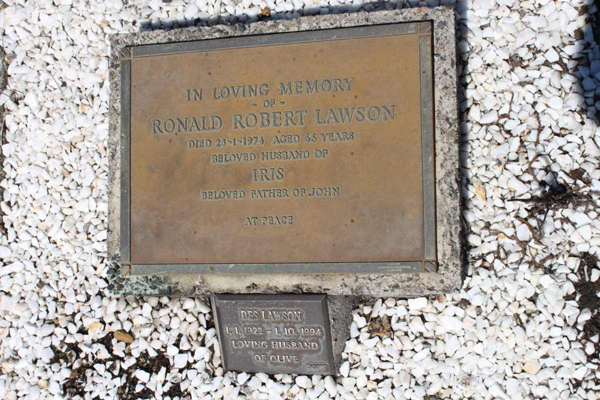 IN LOVING MEMORY
- OF -
RONALD ROBERT LAWSON
DIED 23-1-1974 AGED 66 YEARS
BELOVED HUSBAND OF
IRIS
BELOVED FATHER OF JOHN
AT PEACE
DES LAWSON
1.1.1922 - 1.10.1994
LOVING HUSBAND
OF OLIVE